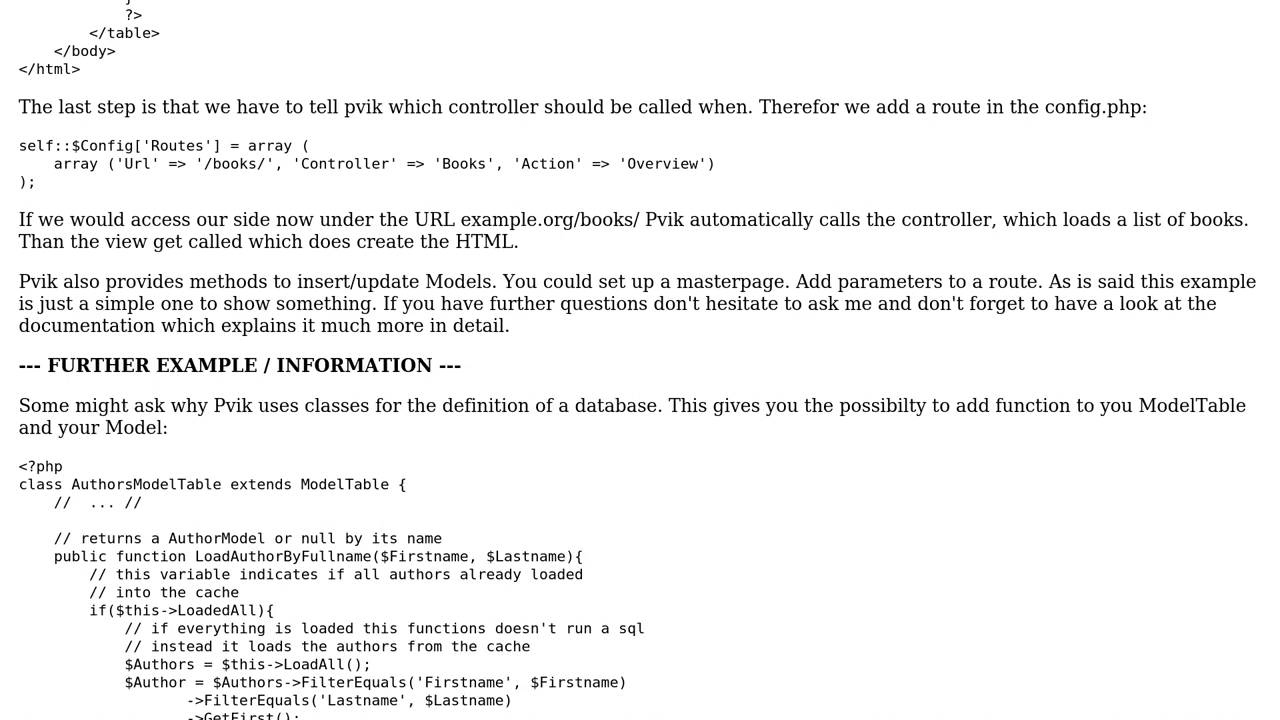 ?>
</table>
</body>
</html>
The last step is that we have to tell pvik which controller should be called when. Therefor we add a route in the config.php:
self::$Config['Routes'] = array (
array ('Url' => '/books/', 'Controller' => 'Books', 'Action' => 'Overview')
);
If we would access our side now under the URL example.org/books/ Pvik automatically calls the controller, which loads a list of books.
Than the view get called which does create the HTML.
Pvik also provides methods to insert/update Models. You could set up a masterpage. Add parameters to a route. As is said this example
is just a simple one to show something. If you have further questions don't hesitate to ask me and don't forget to have a look at the
documentation which explains it much more in detail.
--- FURTHER EXAMPLE / INFORMATION ---
Some might ask why Pvik uses classes for the definition of a database. This gives you the possibilty to add function to you ModelTable
and your Model:
<?php
class AuthorsModelTable extends ModelTable {
//  ... //
// returns a AuthorModel or null by its name
public function LoadAuthorByFullname($Firstname, $Lastname){
// this variable indicates if all authors already loaded
// into the cache
if($this->LoadedAll){
// if everything is loaded this functions doesn't run a sql
// instead it loads the authors from the cache
$Authors = $this->LoadAll();
$Author = $Authors->FilterEquals('Firstname', $Firstname)
->FilterEquals('Lastname', $Lastname)
->GetFirst();